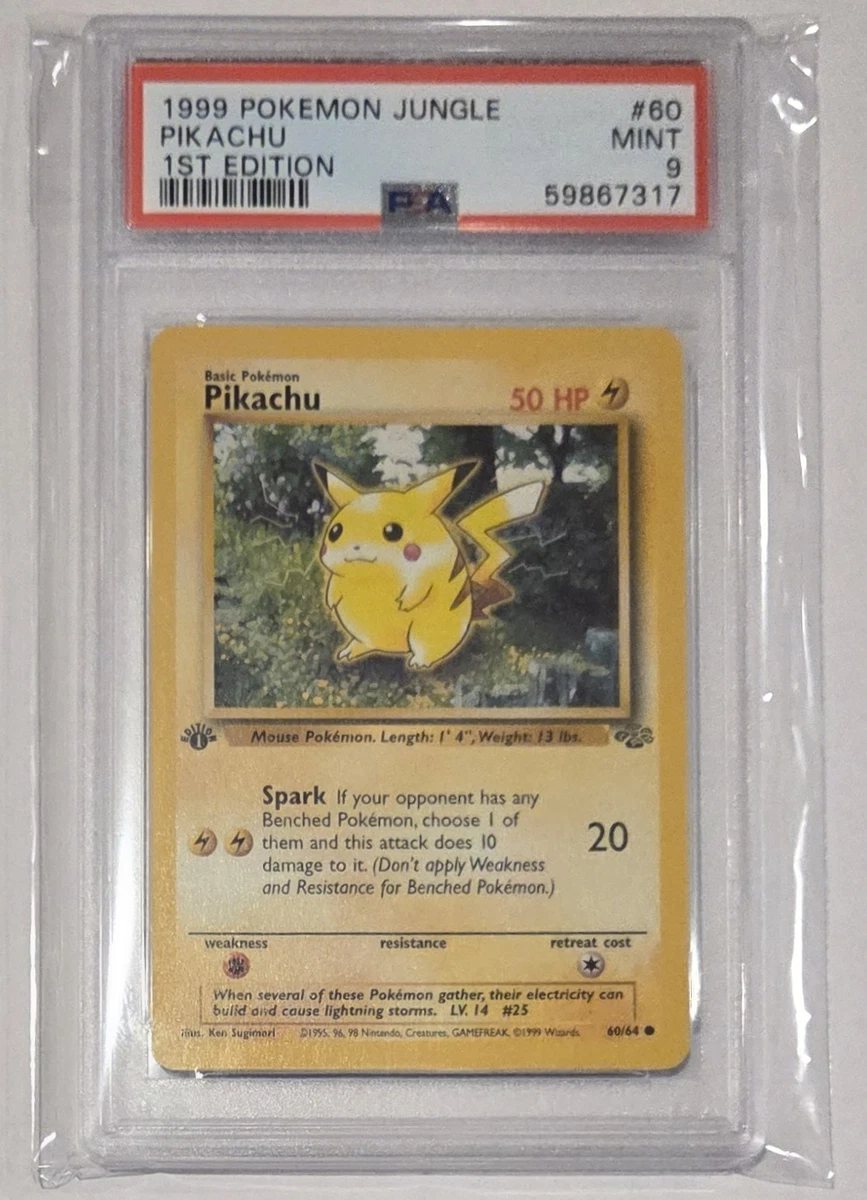 1999 POKEMON JUNGLE #60
PIKACHU MINT
1ST EDITION 9
PSA 59867317
Basic Pokémon
Pikachu 50 HP
EDITION 1
Mouse Pokémon. Length: 1' 4", Weight: 13 lbs.
Spark If your opponent has any
Benched Pokémon, choose 1 of
them and this attack does 10 20
damage to it. (Don't apply Weakness
and Resistance for Benched Pokémon.)
weakness resistance retreat cost
When several of these Pokémon gather, their electricity can
build and cause lightning storms. LV. 14 #25
Illus. Ken Sugimori ©1995, 96, 98 Nintendo, Creatures, GAMEFREAK. ©1999 Wizards. 60/64